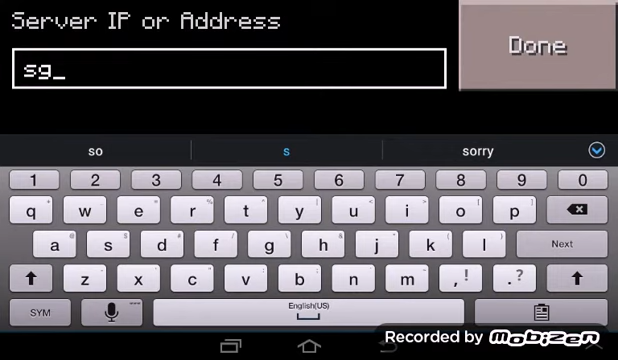 Server IP or Address
Done
sg_
so s sorry
1 2 3 4 5 6 7 8 9 0
q w e r t y u i o p
a s d f g h j k l Next
z x c v b n m , ! . ?
SYM English(US)
Recorded by MOBIZEN